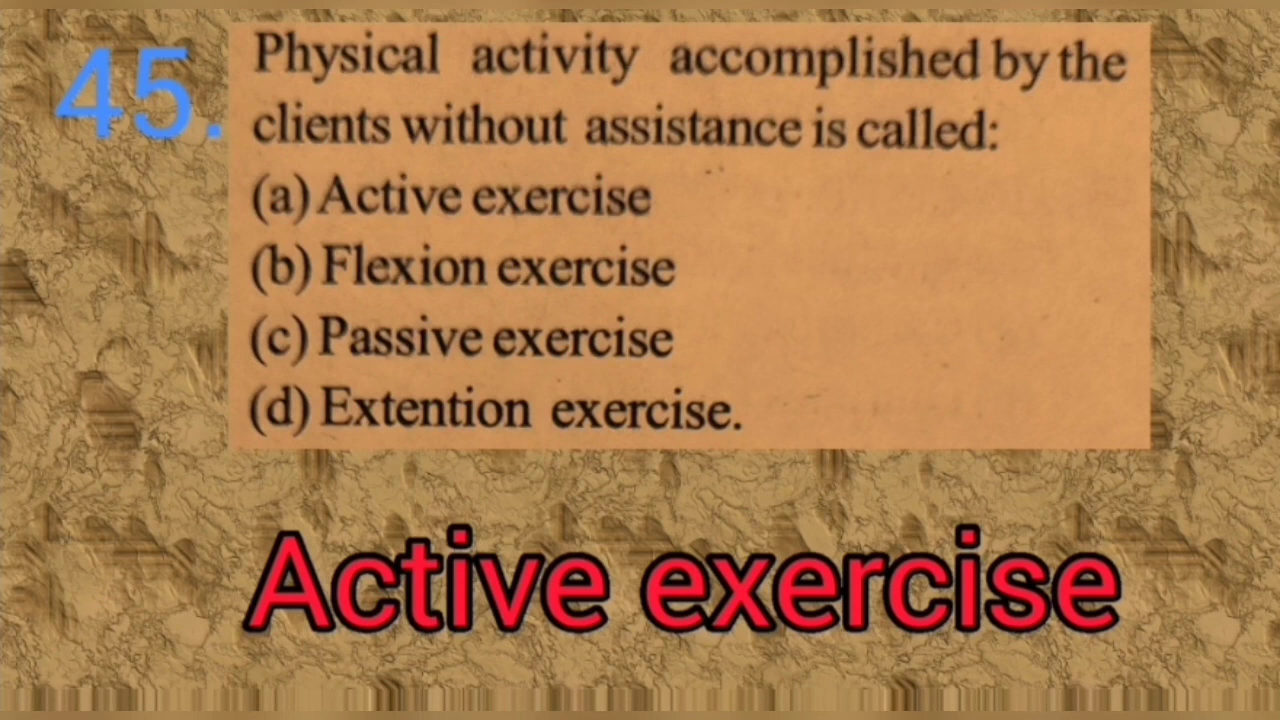 45.
Physical activity accomplished by the
clients without assistance is called:
(a) Active exercise
(b) Flexion exercise
(c) Passive exercise
(d) Extention exercise.
Active exercise